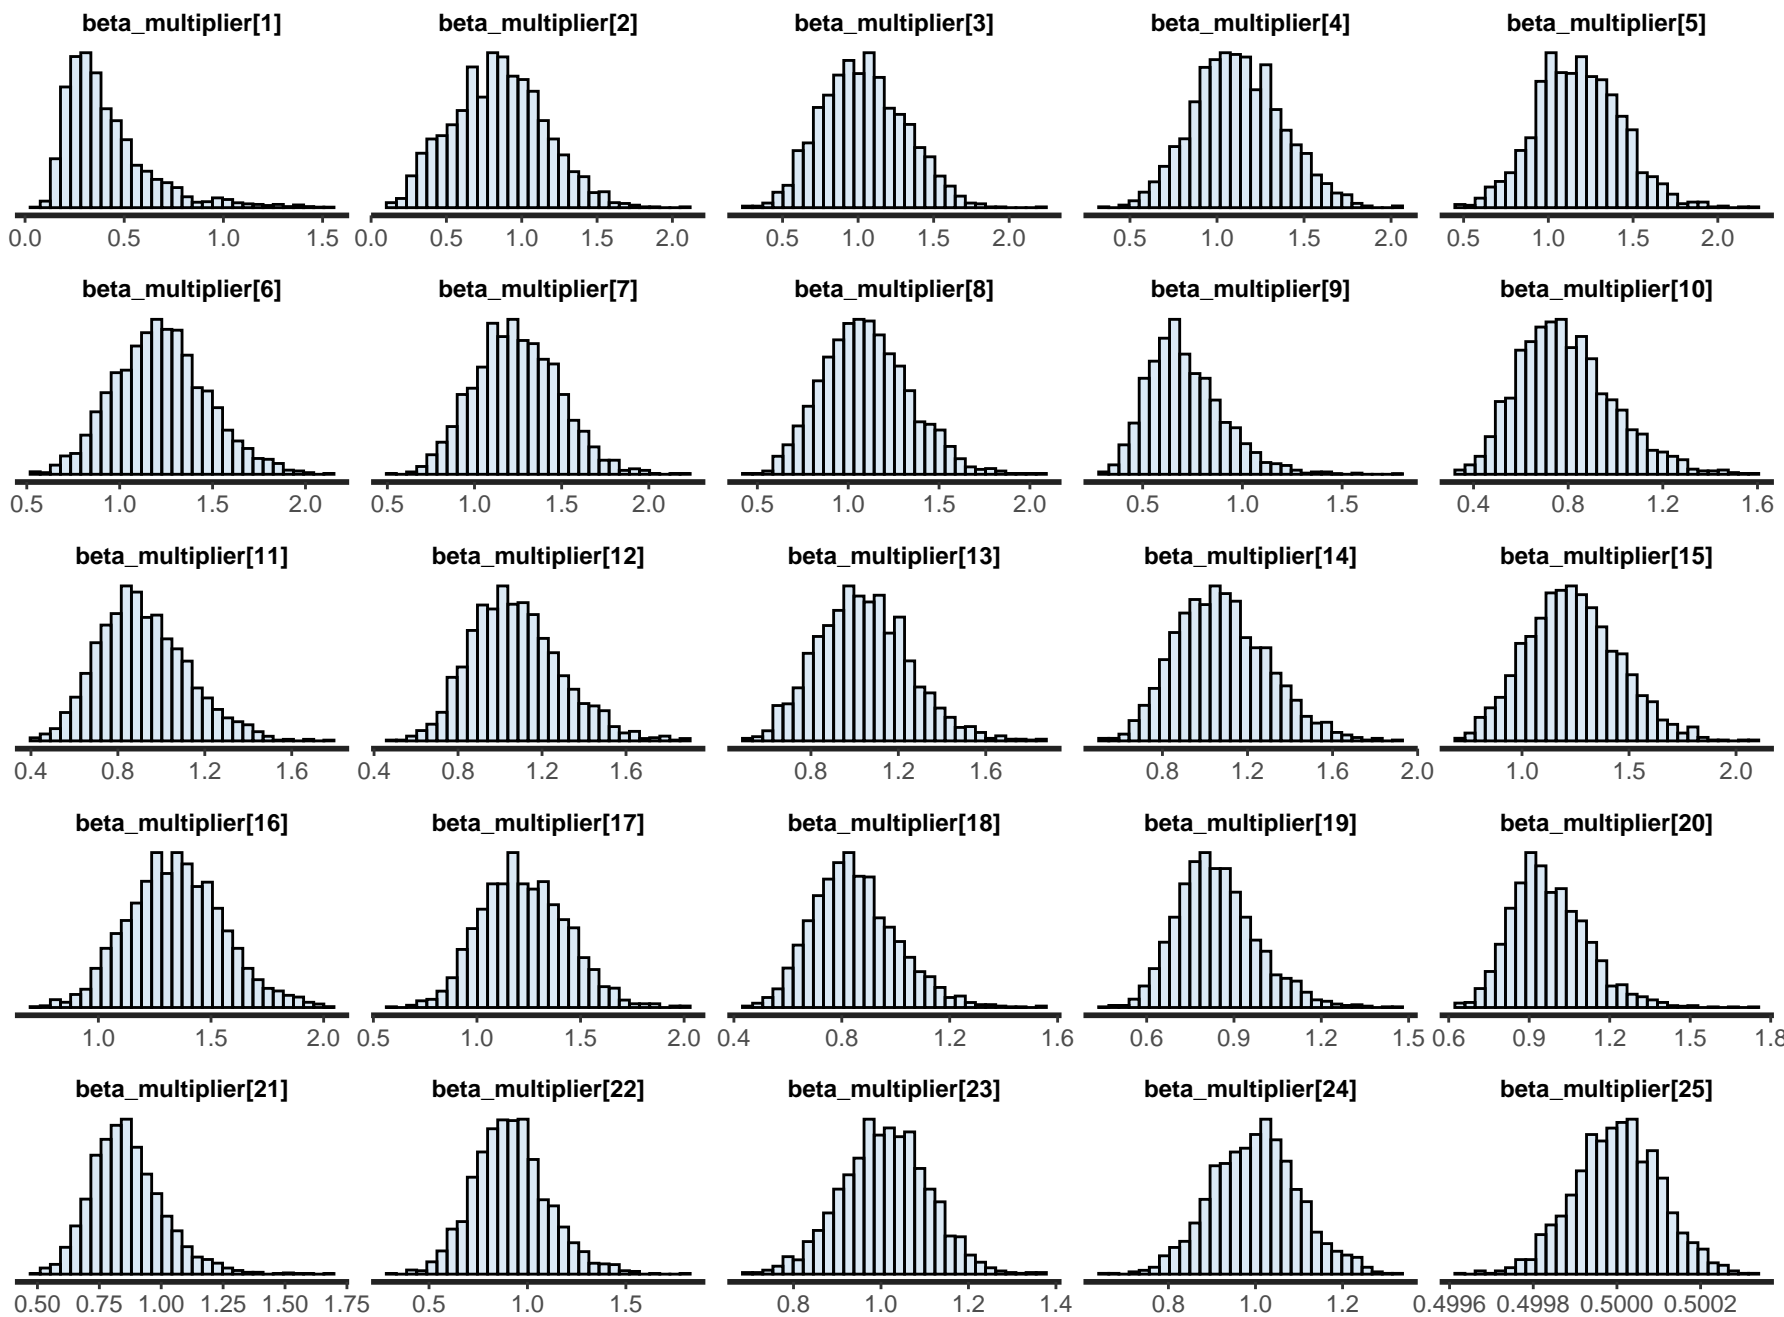 beta_multiplier[1] beta_multiplier[2] beta_multiplier[3] beta_multiplier[4] beta_multiplier[5]
0.0 0.5 1.0 1.5 0.0 0.5 1.0 1.5 2.0 0.5 1.0 1.5 2.0 0.5 1.0 1.5 2.0 0.5 1.0 1.5 2.0
beta_multiplier[6] beta_multiplier[7] beta_multiplier[8] beta_multiplier[9] beta_multiplier[10]
0.5 1.0 1.5 2.0 0.5 1.0 1.5 2.0 0.5 1.0 1.5 2.0 0.5 1.0 1.5 0.4 0.8 1.2 1.6
beta_multiplier[11] beta_multiplier[12] beta_multiplier[13] beta_multiplier[14] beta_multiplier[15]
0.4 0.8 1.2 1.6 0.4 0.8 1.2 1.6 0.8 1.2 1.6 0.8 1.2 1.6 2.0 1.0 1.5 2.0
beta_multiplier[16] beta_multiplier[17] beta_multiplier[18] beta_multiplier[19] beta_multiplier[20]
1.0 1.5 2.0 0.5 1.0 1.5 2.0 0.4 0.8 1.2 1.6 0.6 0.9 1.2 1.5 0.6 0.9 1.2 1.5 1.8
beta_multiplier[21] beta_multiplier[22] beta_multiplier[23] beta_multiplier[24] beta_multiplier[25]
0.50 0.75 1.00 1.25 1.50 1.75 0.5 1.0 1.5 0.8 1.0 1.2 1.4 0.8 1.0 1.2 0.4996 0.4998 0.5000 0.5002